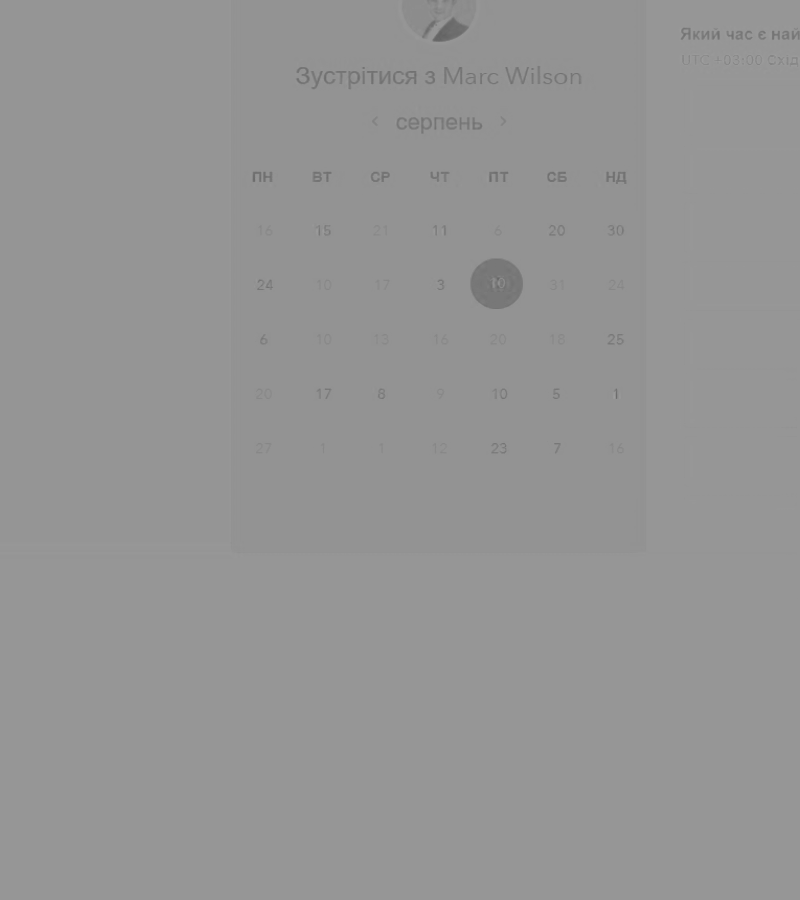 Який час є най
UTC +03:00 Схід
Зустрітися з Marc Wilson
‹ серпень ›
ПН ВТ СР ЧТ ПТ СБ НД
16 15 21 11 6 20 30
24 10 17 3 10 31 24
6 10 13 16 20 18 25
20 17 8 9 10 5 1
27 1 1 12 23 7 16